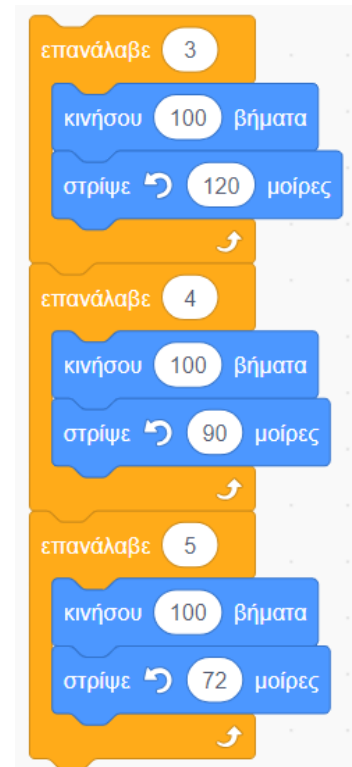 επανάλαβε 3
κινήσου 100 βήματα
στρίψε 120 μοίρες
επανάλαβε 4
κινήσου 100 βήματα
στρίψε 90 μοίρες
επανάλαβε 5
κινήσου 100 βήματα
στρίψε 72 μοίρες